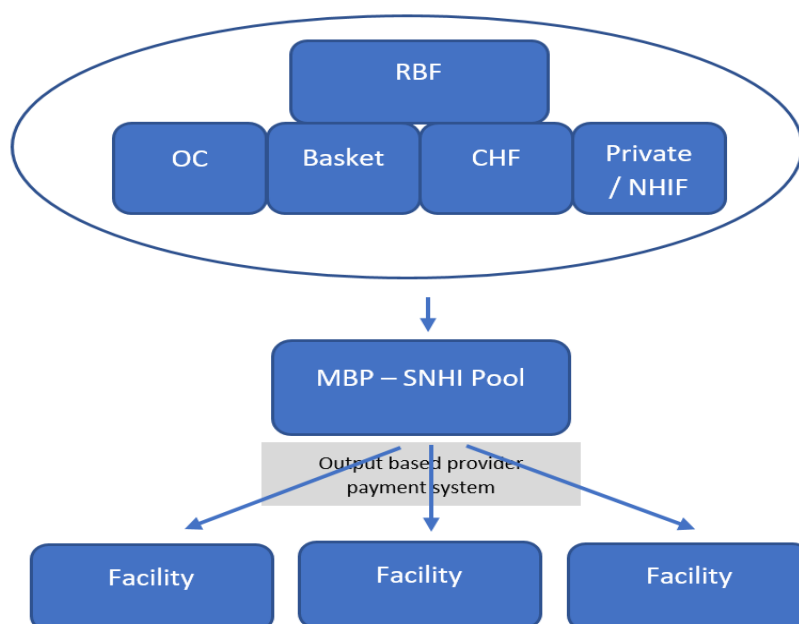 RBF
OC
Basket
CHF
Private
/ NHIF
MBP – SNHI Pool
Output based provider
payment system
Facility
Facility
Facility